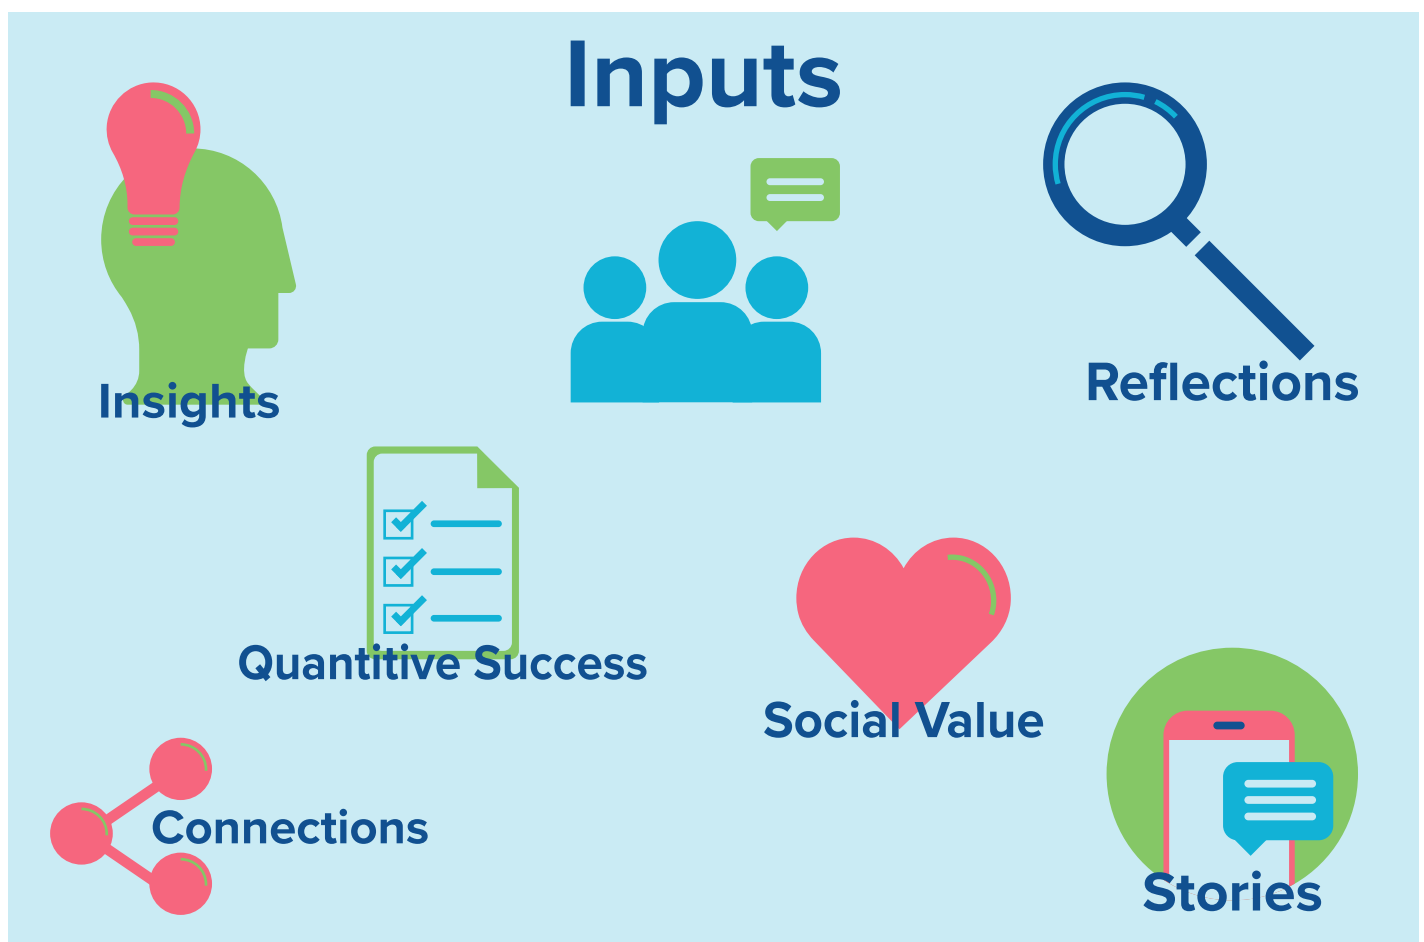 Inputs
Insights
Reflections
Quantitive Success
Social Value
Connections
Stories